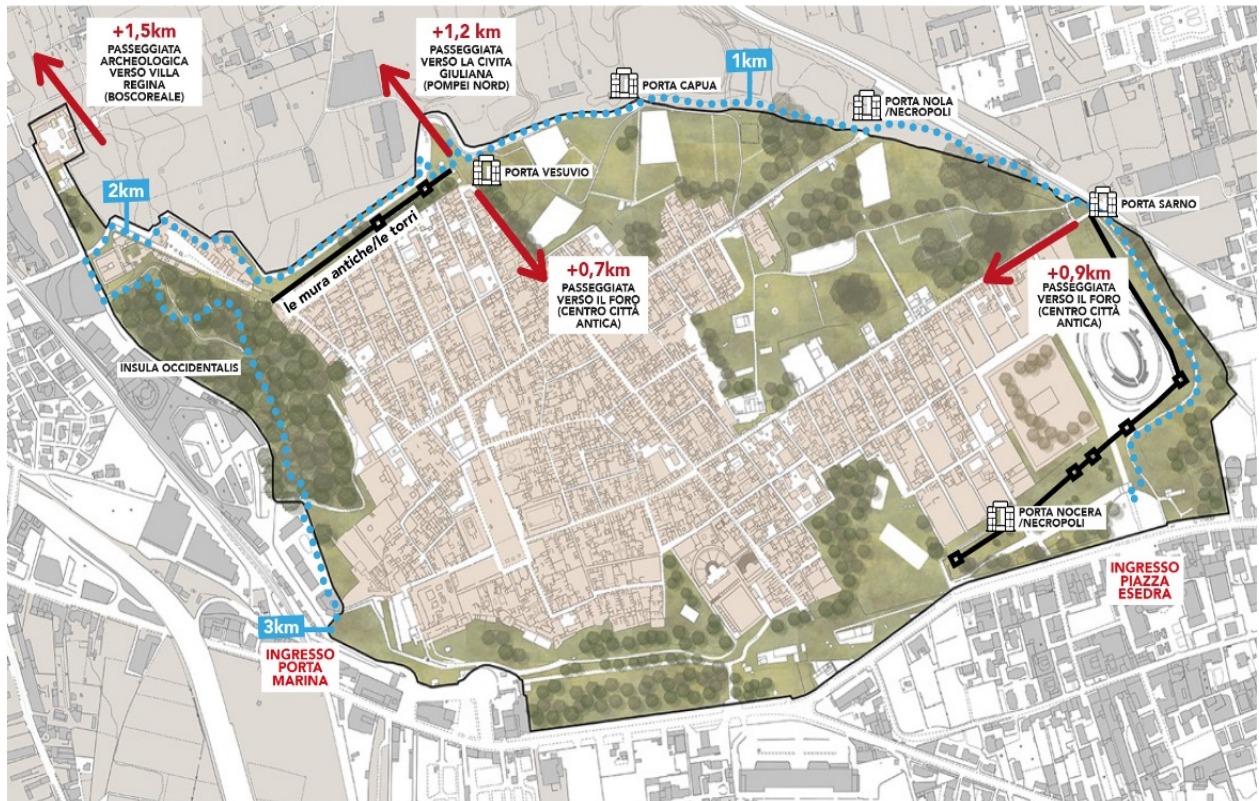 +1,5km
PASSEGGIATA
ARCHEOLOGICA
VERSO VILLA
REGINA
(BOSCOREALE)
+1,2 km
PASSEGGIATA
VERSO LA CIVITA
GIULIANA
(POMPEI NORD)
1km
PORTA CAPUA
PORTA NOLA
/NECROPOLI
PORTA VESUVIO
2km
PORTA SARNO
le mura antiche/le torri
+0,7km
PASSEGGIATA
VERSO IL FORO
(CENTRO CITTÀ
ANTICA)
+0,9km
PASSEGGIATA
VERSO IL FORO
(CENTRO CITTÀ
ANTICA)
INSULA OCCIDENTALIS
PORTA NOCERA
/NECROPOLI
INGRESSO
PIAZZA
ESEDRA
3km
INGRESSO
PORTA
MARINA